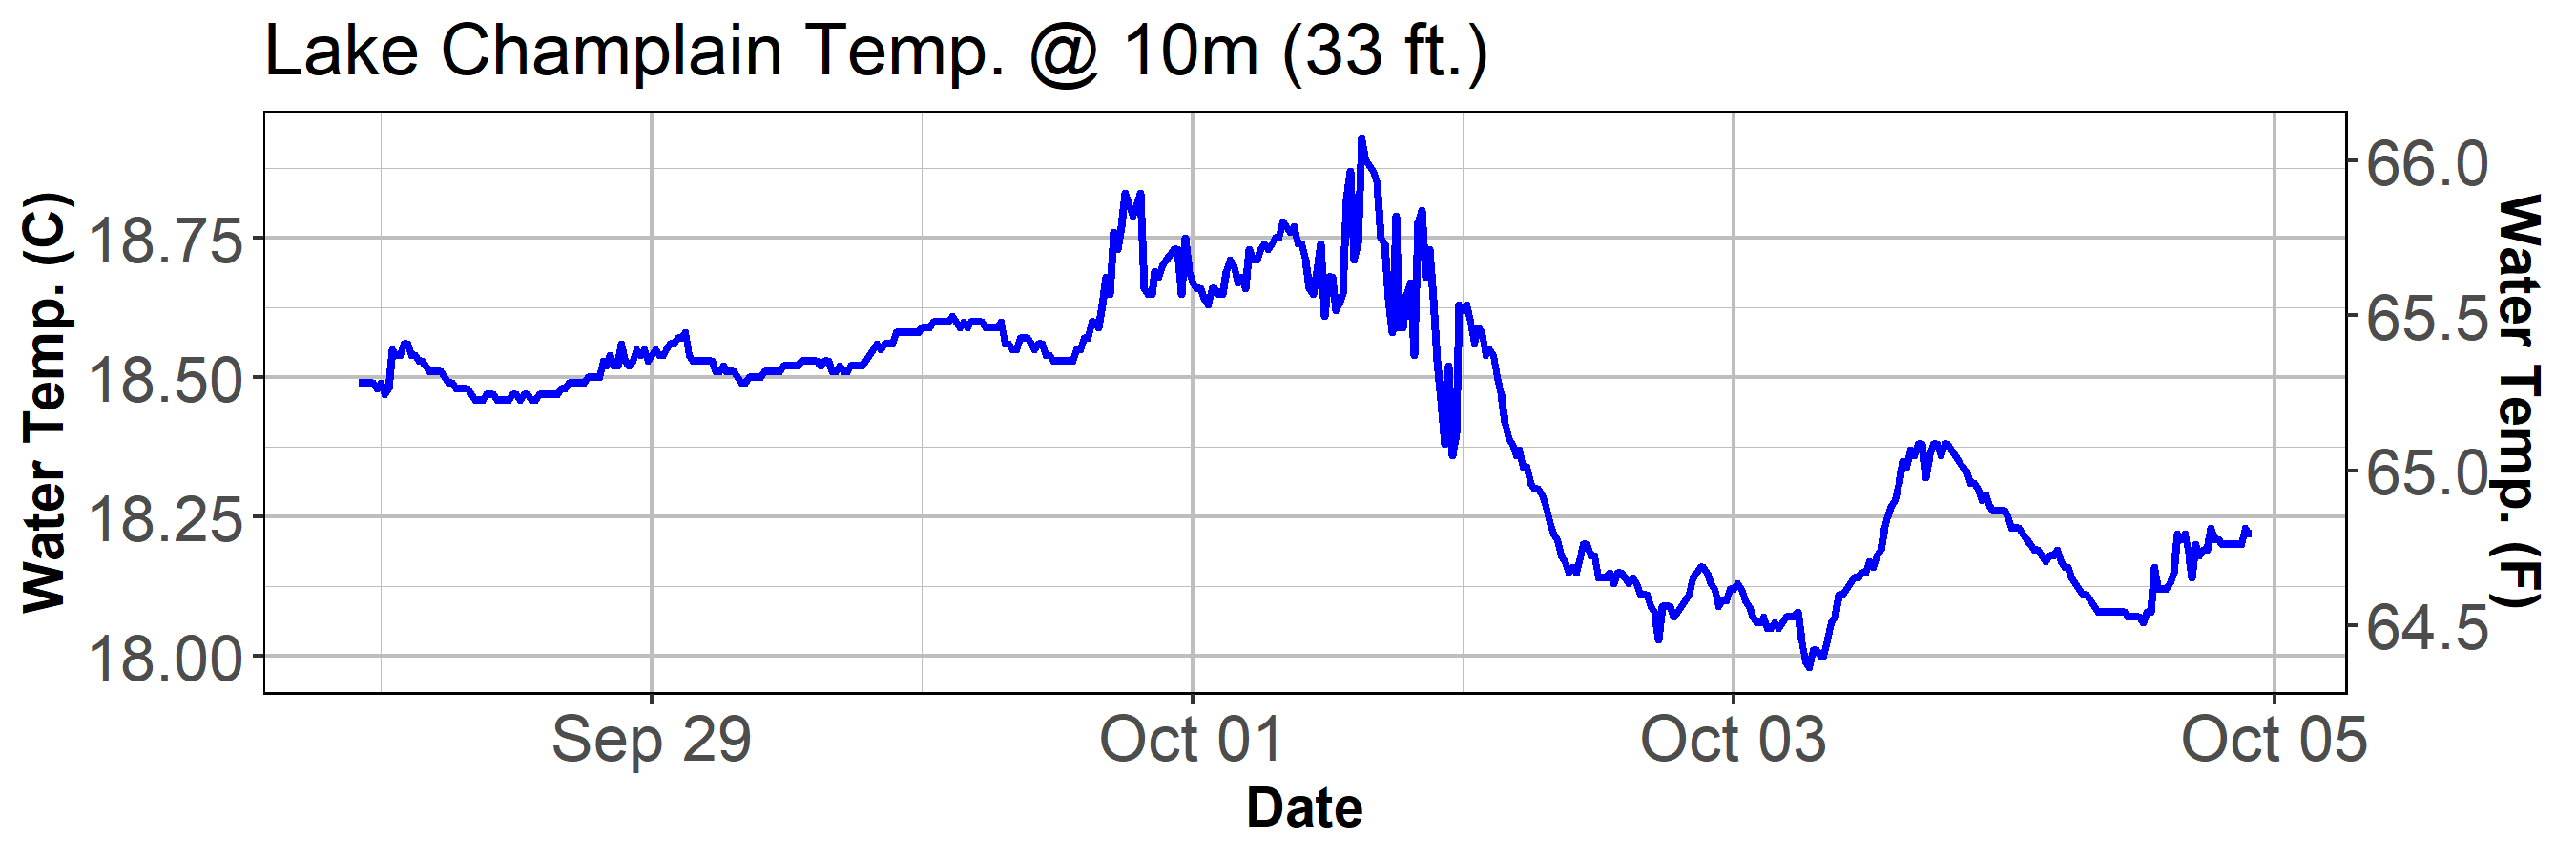 Lake Champlain Temp. @ 10m (33 ft.)
Water Temp. (C)
18.75
18.50
18.25
18.00
66.0
65.5
65.0
64.5
Water Temp. (F)
Sep 29
Oct 01
Oct 03
Oct 05
Date